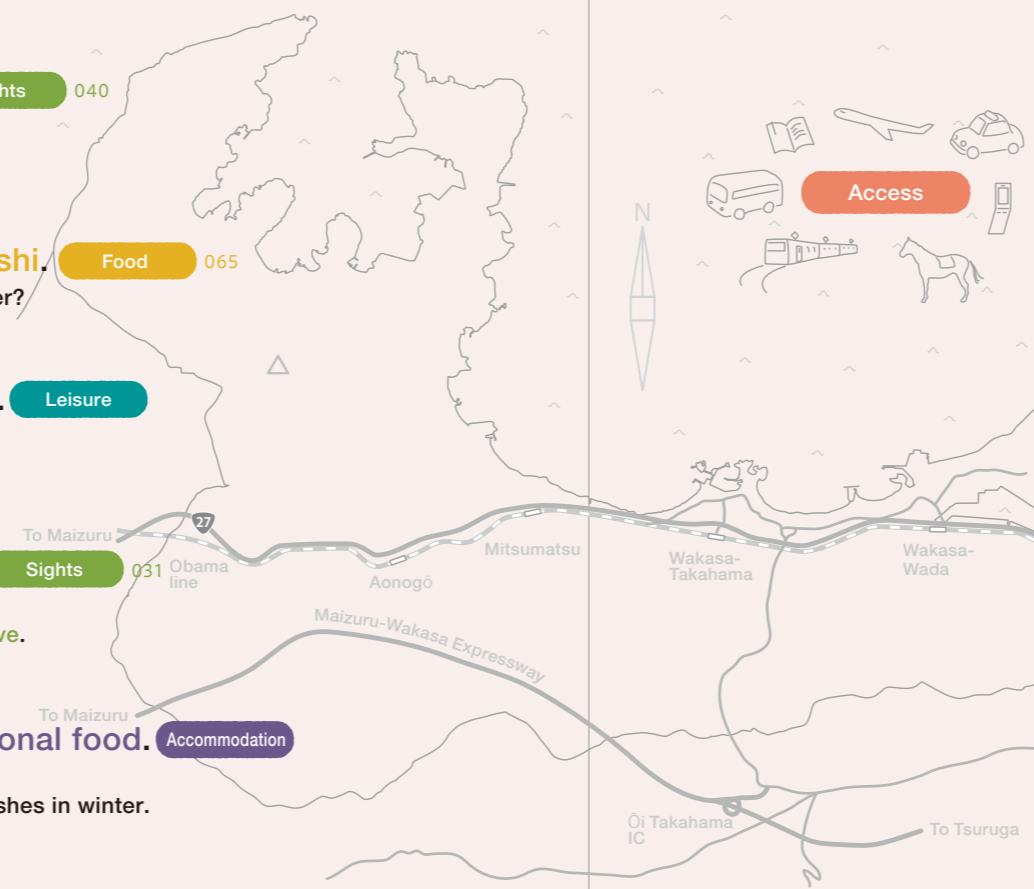 hts 040
Access
N
shi. Food 065
er?
. Leisure
27
To Maizuru
Obama
line
Mitsumatsu
Aonogō
Wakasa-
Takahama
Wakasa-
Wada
Sights 031
ve.
Maizuru-Wakasa Expressway
To Maizuru
onal food. Accommodation
shes in winter.
Ōi Takahama
IC
To Tsuruga